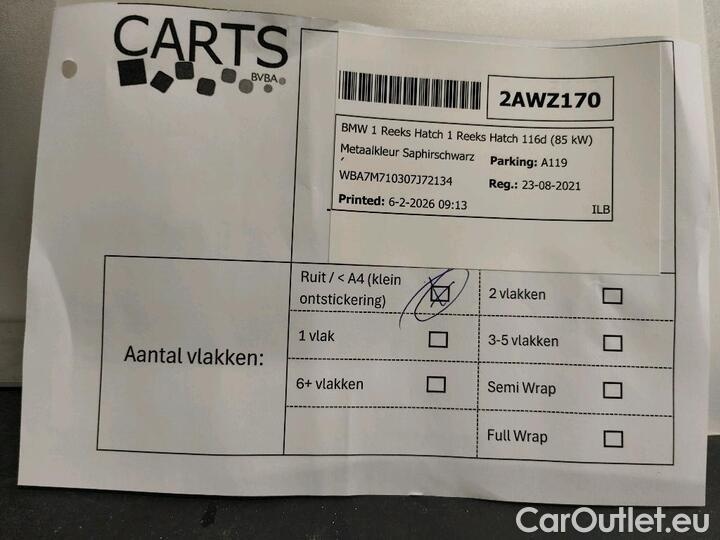 CARTS
BVBA
2AWZ170
BMW 1 Reeks Hatch 1 Reeks Hatch 116d (85 kW)
Metaalkleur Saphirschwarz
Parking: A119
WBA7M710307J72134
Reg.: 23-08-2021
Printed: 6-2-2026 09:13
ILB
Aantal vlakken:
Ruit / < A4 (klein
ontstickering)
2 vlakken
1 vlak
3-5 vlakken
6+ vlakken
Semi Wrap
Full Wrap
CarOutlet.eu